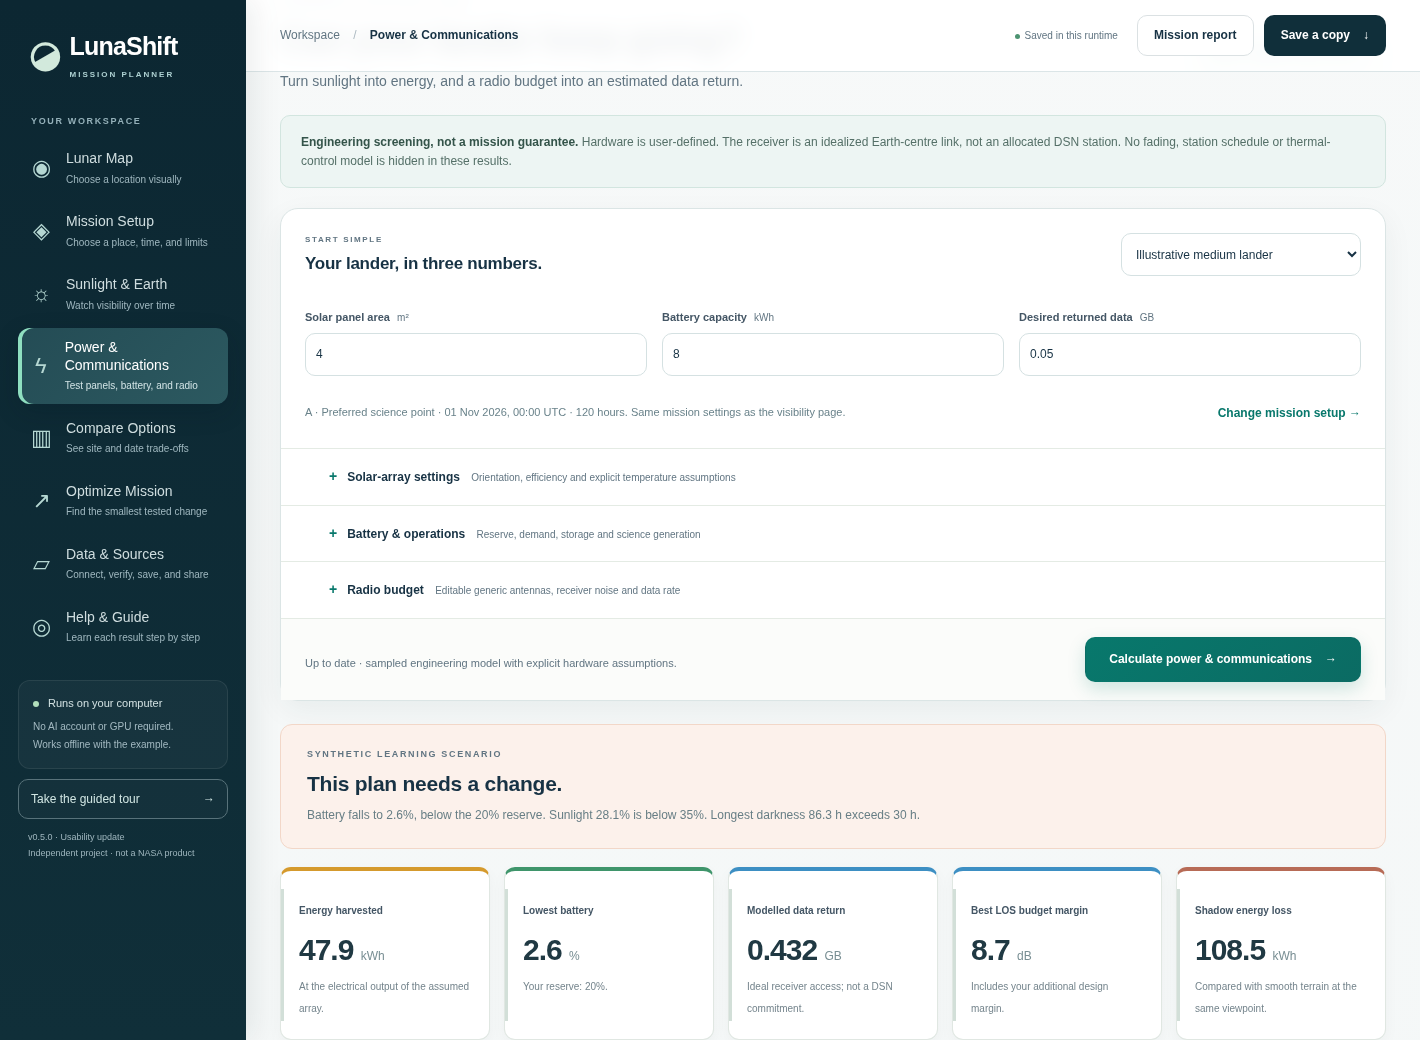 LunaShift
MISSION PLANNER
YOUR WORKSPACE
Lunar Map
Choose a location visually
Mission Setup
Choose a place, time, and limits
Sunlight & Earth
Watch visibility over time
Power &
Communications
Test panels, battery, and radio
Compare Options
See site and date trade-offs
Optimize Mission
Find the smallest tested change
Data & Sources
Connect, verify, save, and share
Help & Guide
Learn each result step by step
Runs on your computer
No AI account or GPU required.
Works offline with the example.
Take the guided tour →
v0.5.0 · Usability update
Independent project · not a NASA product
Workspace / Power & Communications
Saved in this runtime
Mission report
Save a copy ↓
Turn sunlight into energy, and a radio budget into an estimated data return.
Engineering screening, not a mission guarantee. Hardware is user-defined. The receiver is an idealized Earth-centre link, not an allocated DSN station. No fading, station schedule or thermal-
control model is hidden in these results.
START SIMPLE
Your lander, in three numbers.
Illustrative medium lander
Solar panel area m²
4
Battery capacity kWh
8
Desired returned data GB
0.05
A · Preferred science point · 01 Nov 2026, 00:00 UTC · 120 hours. Same mission settings as the visibility page.
Change mission setup →
+ Solar-array settings Orientation, efficiency and explicit temperature assumptions
+ Battery & operations Reserve, demand, storage and science generation
+ Radio budget Editable generic antennas, receiver noise and data rate
Up to date · sampled engineering model with explicit hardware assumptions.
Calculate power & communications →
SYNTHETIC LEARNING SCENARIO
This plan needs a change.
Battery falls to 2.6%, below the 20% reserve. Sunlight 28.1% is below 35%. Longest darkness 86.3 h exceeds 30 h.
Energy harvested
47.9 kWh
At the electrical output of the assumed
array.
Lowest battery
2.6 %
Your reserve: 20%.
Modelled data return
0.432 GB
Ideal receiver access; not a DSN
commitment.
Best LOS budget margin
8.7 dB
Includes your additional design
margin.
Shadow energy loss
108.5 kWh
Compared with smooth terrain at the
same viewpoint.